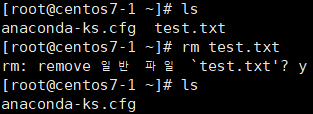 [root@centos7-1 ~]# ls
anaconda-ks.cfg  test.txt
[root@centos7-1 ~]# rm test.txt
rm: remove 일반 파일 `test.txt'? y
[root@centos7-1 ~]# ls
anaconda-ks.cfg